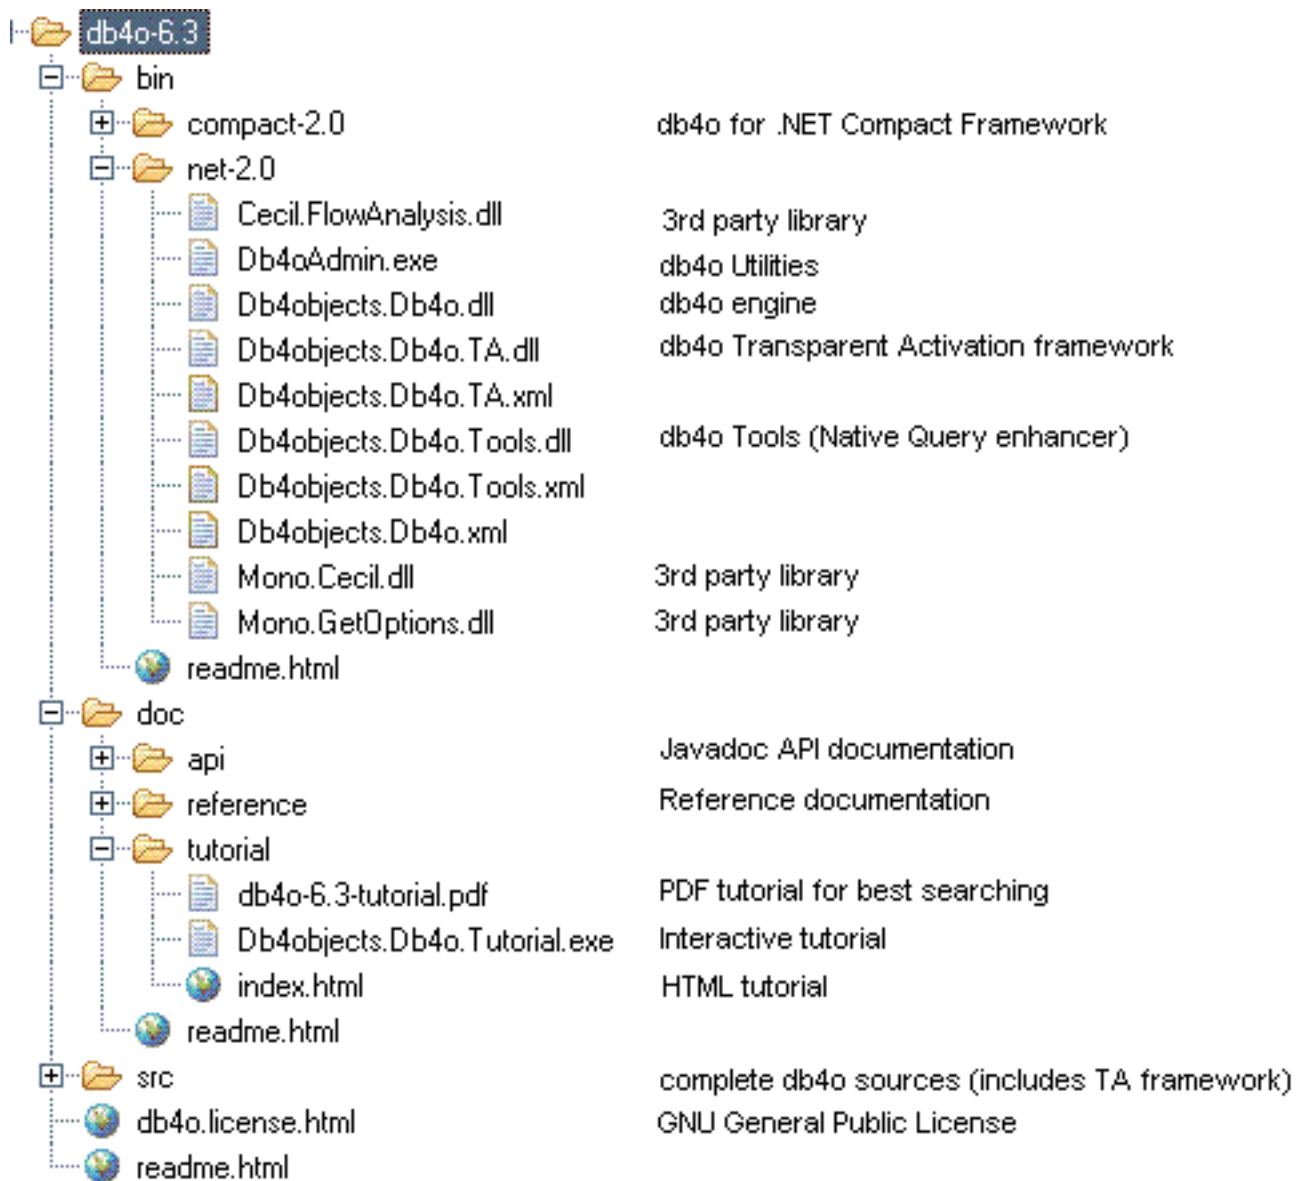 db4o-6.3
bin
compact-2.0 db4o for .NET Compact Framework
net-2.0
Cecil.FlowAnalysis.dll 3rd party library
Db4oAdmin.exe db4o Utilities
Db4objects.Db4o.dll db4o engine
Db4objects.Db4o.TA.dll db4o Transparent Activation framework
Db4objects.Db4o.TA.xml
Db4objects.Db4o.Tools.dll db4o Tools (Native Query enhancer)
Db4objects.Db4o.Tools.xml
Db4objects.Db4o.xml
Mono.Cecil.dll 3rd party library
Mono.GetOptions.dll 3rd party library
readme.html
doc
api Javadoc API documentation
reference Reference documentation
tutorial
db4o-6.3-tutorial.pdf PDF tutorial for best searching
Db4objects.Db4o.Tutorial.exe Interactive tutorial
index.html HTML tutorial
readme.html
src complete db4o sources (includes TA framework)
db4o.license.html GNU General Public License
readme.html